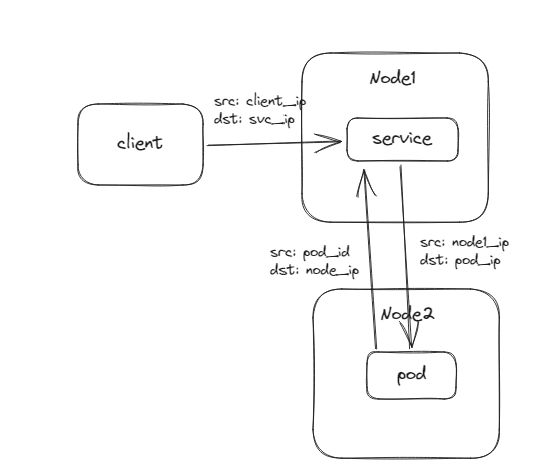 Node1
src: client_ip
dst: svc_ip
client
service
src: node1_ip
dst: pod_ip
src: pod_id
dst: node_ip
Node2
pod